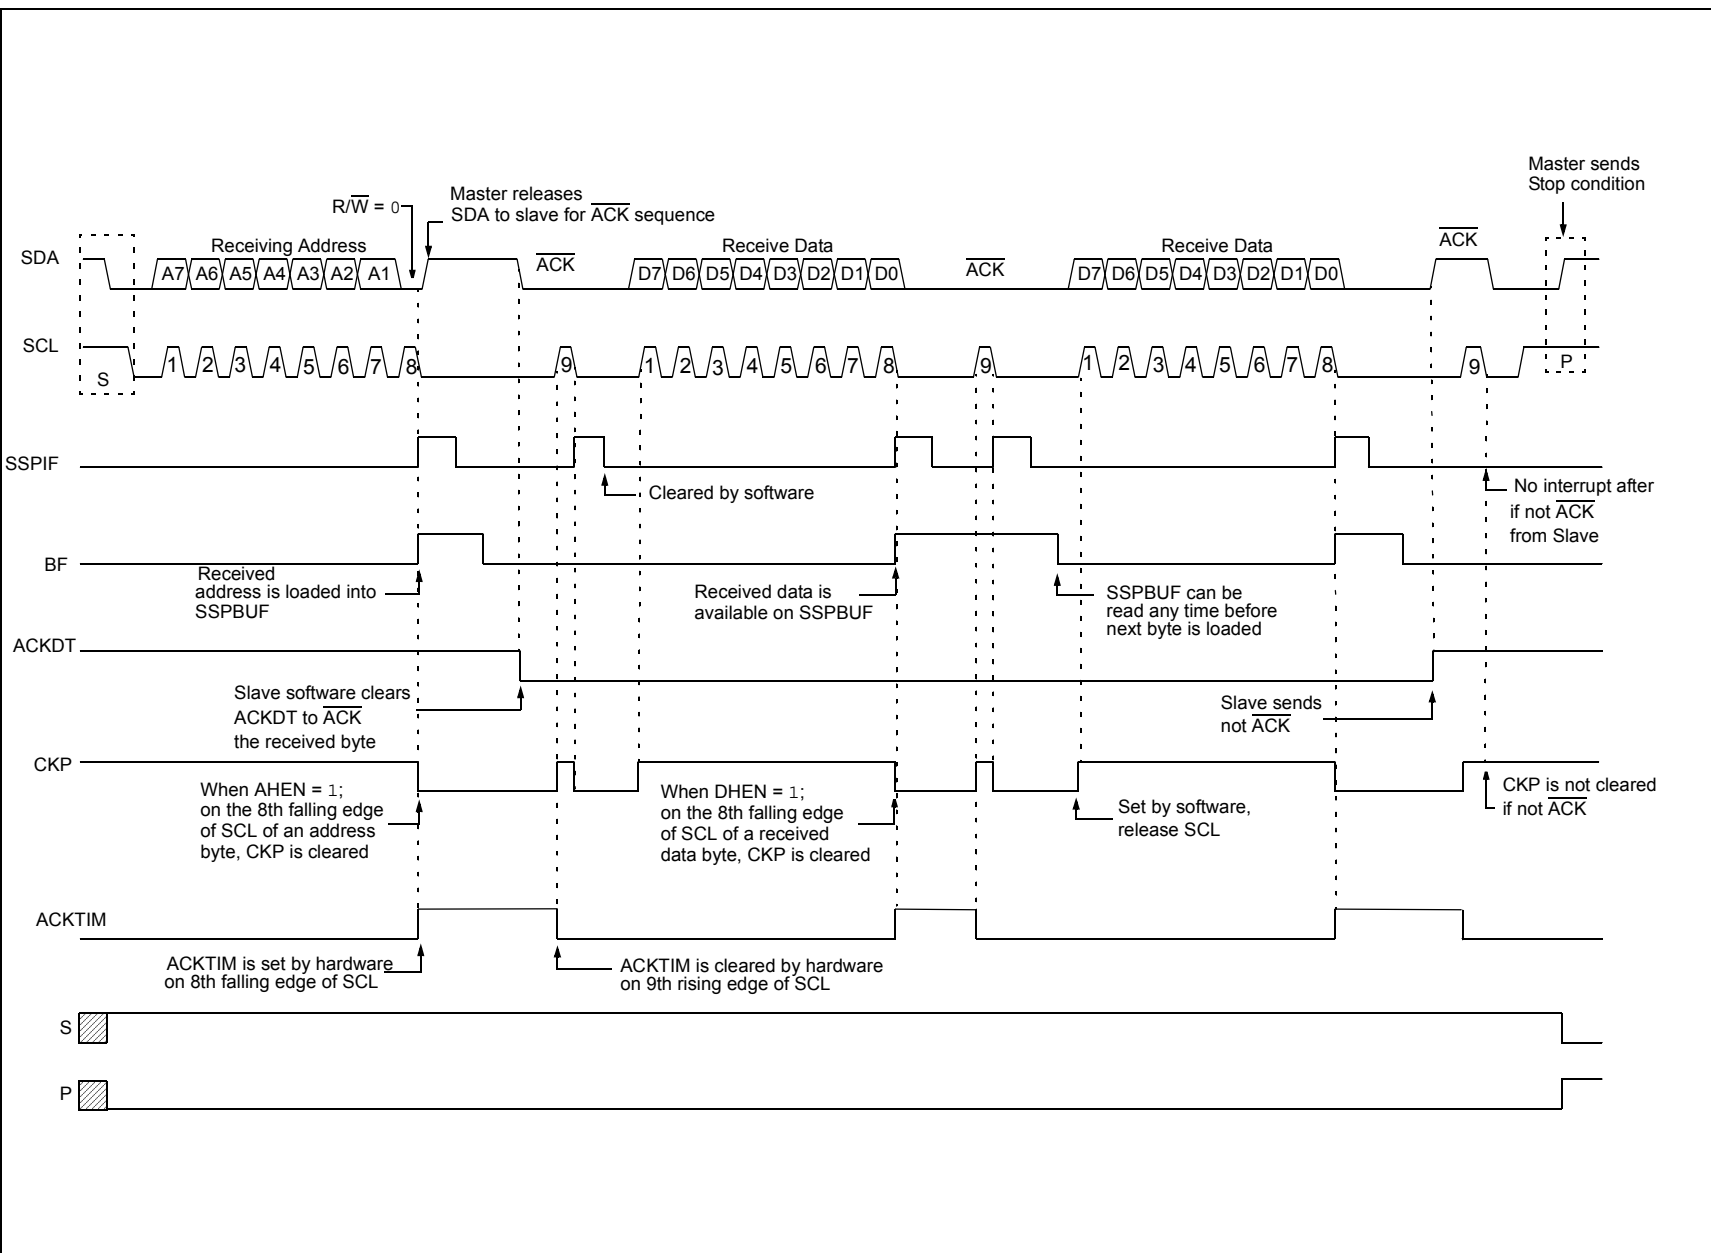 Master sends
Stop condition
Master releases
SDA to slave for ACK sequence
R/W = 0
SDA
Receiving Address
ACK
Receive Data
ACK
Receive Data
ACK
A7 A6 A5 A4 A3 A2 A1
D7 D6 D5 D4 D3 D2 D1 D0
D7 D6 D5 D4 D3 D2 D1 D0
SCL
S
1 2 3 4 5 6 7 8 9
1 2 3 4 5 6 7 8 9
1 2 3 4 5 6 7 8 9
P
SSPIF
Cleared by software
No interrupt after
if not ACK
from Slave
BF
Received
address is loaded into
SSPBUF
Received data is
available on SSPBUF
SSPBUF can be
read any time before
next byte is loaded
ACKDT
Slave software clears
ACKDT to ACK
the received byte
Slave sends
not ACK
CKP
When AHEN = 1;
on the 8th falling edge
of SCL of an address
byte, CKP is cleared
When DHEN = 1;
on the 8th falling edge
of SCL of a received
data byte, CKP is cleared
Set by software,
release SCL
CKP is not cleared
if not ACK
ACKTIM
ACKTIM is set by hardware
on 8th falling edge of SCL
ACKTIM is cleared by hardware
on 9th rising edge of SCL
S
P